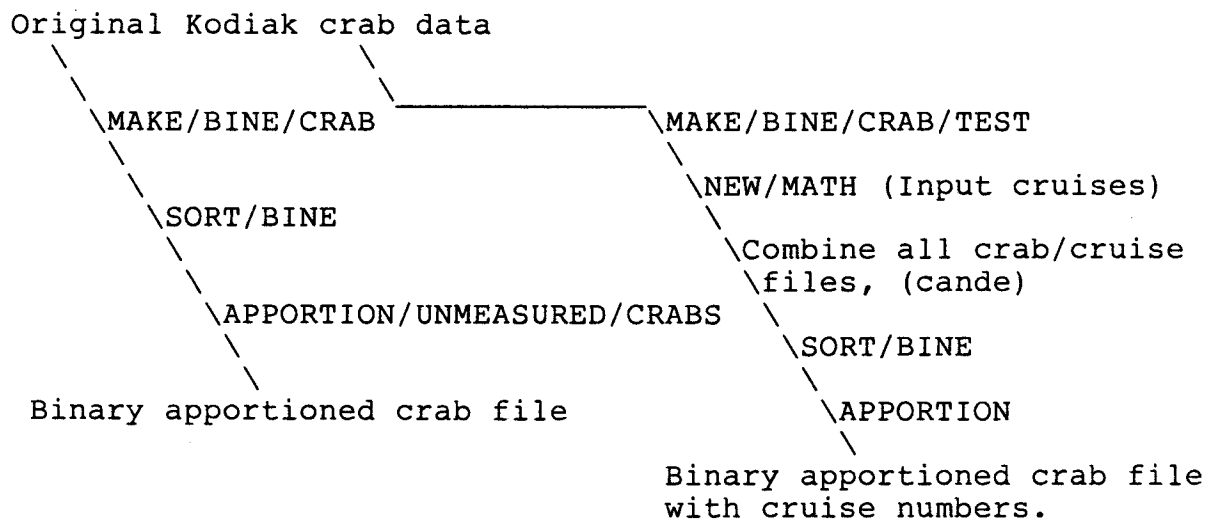 Original Kodiak crab data
MAKE/BINE/CRAB
SORT/BINE
APPORTION/UNMEASURED/CRABS
Binary apportioned crab file
MAKE/BINE/CRAB/TEST
NEW/MATH (Input cruises)
Combine all crab/cruise
files, (cande)
SORT/BINE
APPORTION
Binary apportioned crab file
with cruise numbers.